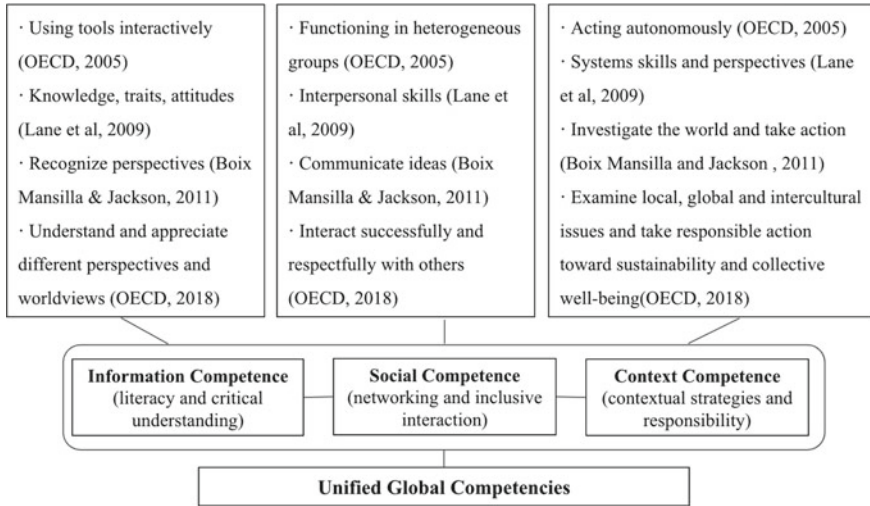 · Using tools interactively
(OECD, 2005)
· Knowledge, traits, attitudes
(Lane et al, 2009)
· Recognize perspectives (Boix
Mansilla & Jackson, 2011)
· Understand and appreciate
different perspectives and
worldviews (OECD, 2018)
· Functioning in heterogeneous
groups (OECD, 2005)
· Interpersonal skills (Lane et
al, 2009)
· Communicate ideas (Boix
Mansilla & Jackson, 2011)
· Interact successfully and
respectfully with others
(OECD, 2018)
· Acting autonomously (OECD, 2005)
· Systems skills and perspectives (Lane
et al, 2009)
· Investigate the world and take action
(Boix Mansilla and Jackson , 2011)
· Examine local, global and intercultural
issues and take responsible action
toward sustainability and collective
well-being(OECD, 2018)
Information Competence
(literacy and critical
understanding)
Social Competence
(networking and inclusive
interaction)
Context Competence
(contextual strategies and
responsibility)
Unified Global Competencies